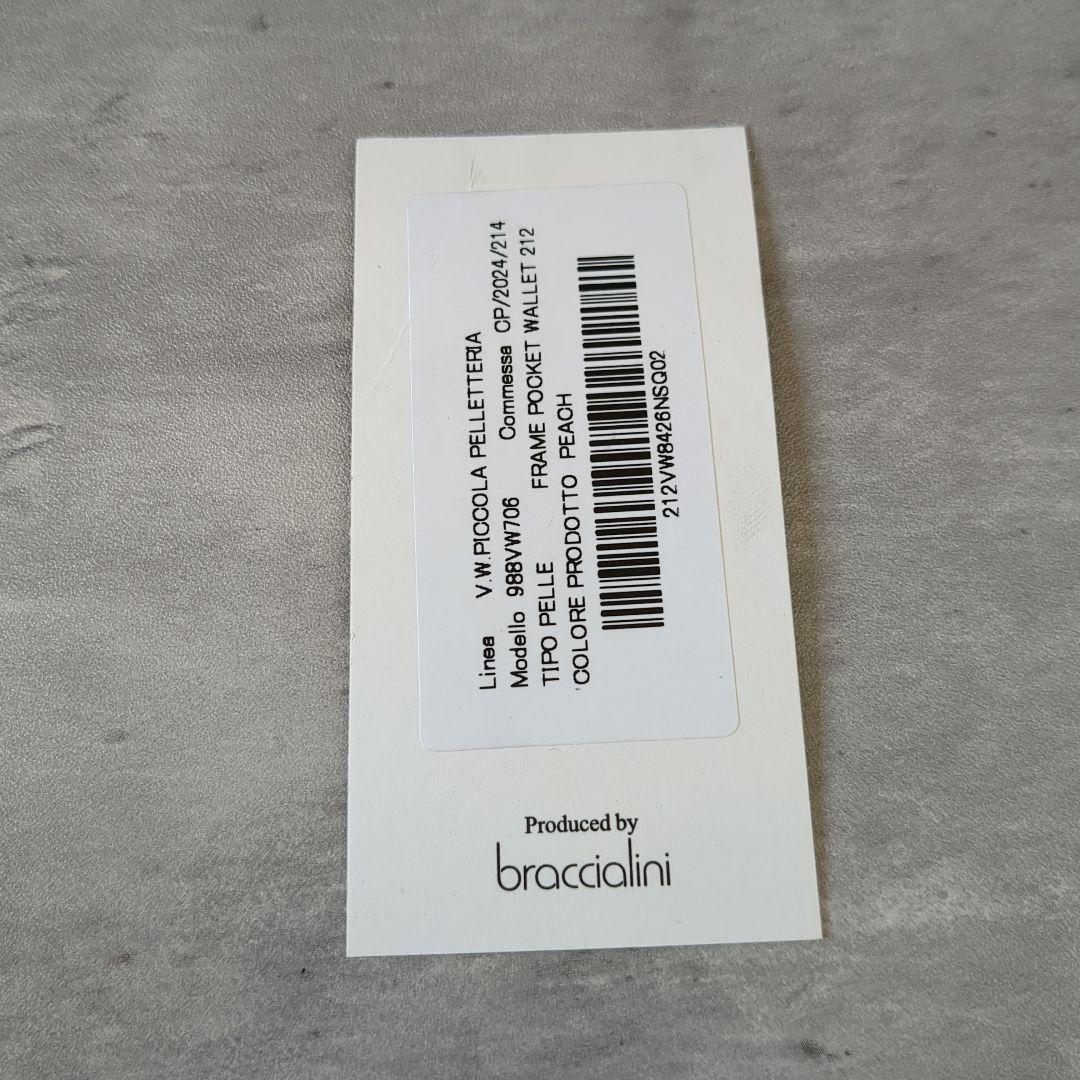 Linea V.W.PICCOLA PELLETTERIA
Modello 988VW706 Commessa CP/2024/214
TIPO PELLE FRAME POCKET WALLET 212
COLORE PRODOTTO PEACH
212VW8426NSQ02
Produced by
braccialini